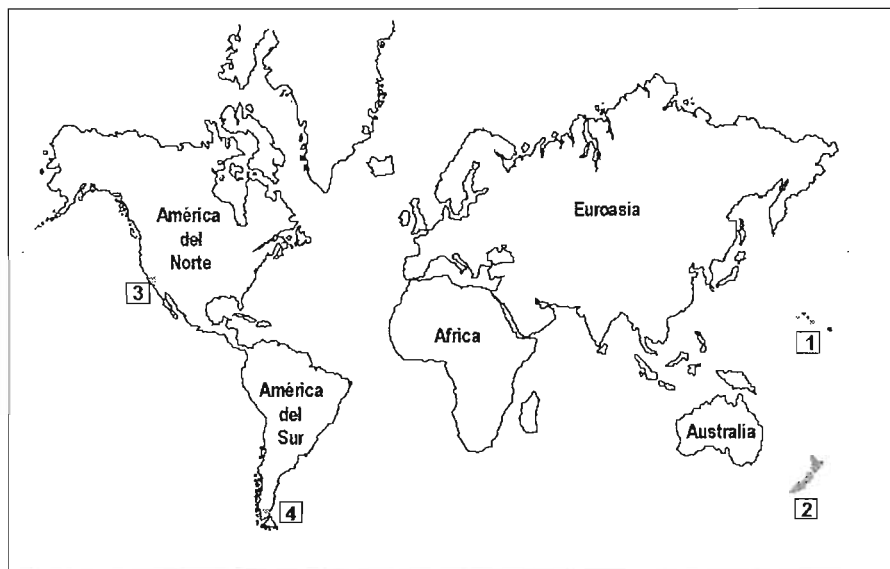 América
del
Norte
Euroasia
3
Africa
1
América
del
Sur
Australia
4
2